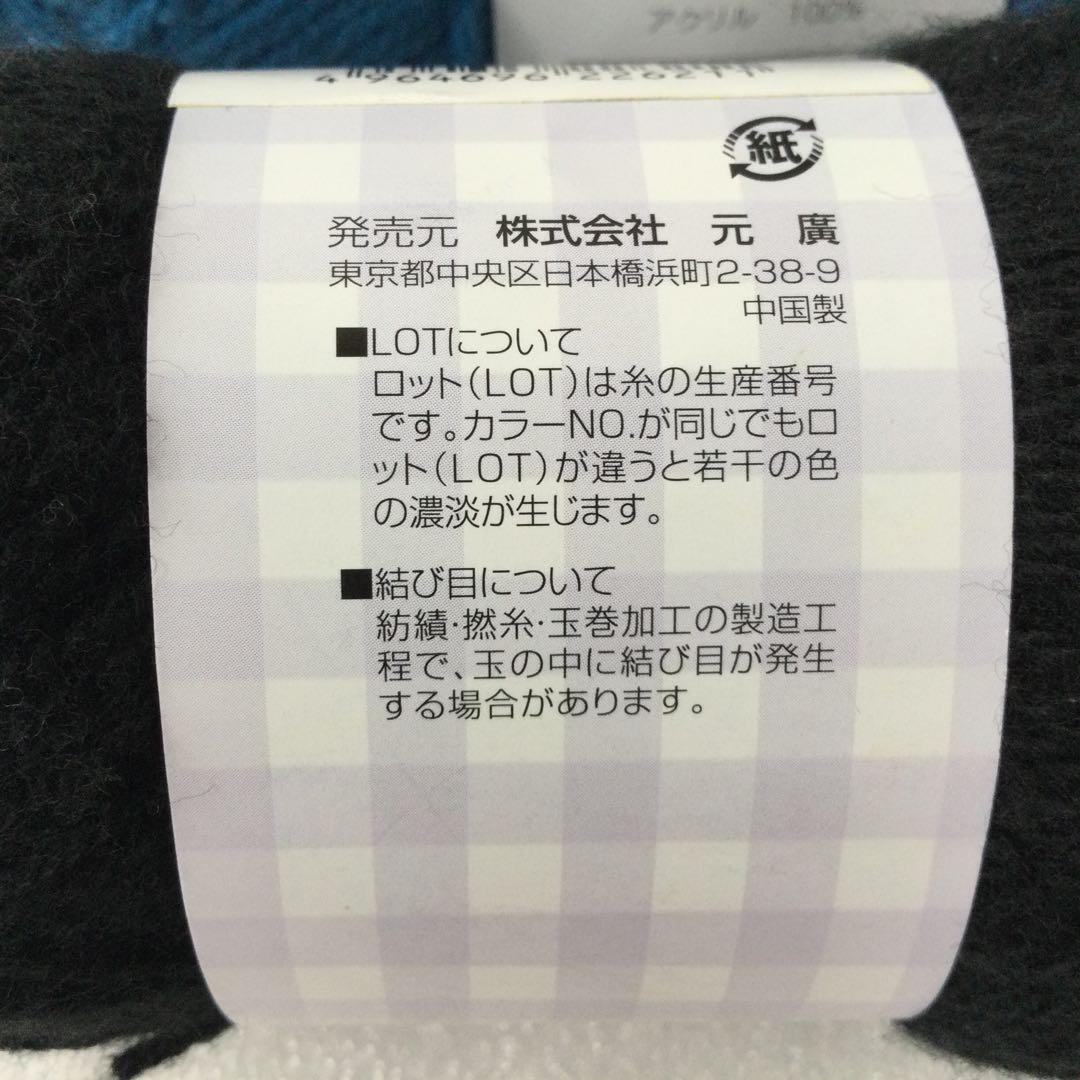 アクリル 100%
4 964696 226211
紙
発売元 株式会社 元 廣
東京都中央区日本橋浜町2-38-9
中国製
■LOTについて
ロット(LOT)は糸の生産番号
です。カラーNO.が同じでもロ
ット(LOT)が違うと若干の色
の濃淡が生じます。
■結び目について
紡績・撚糸・玉巻加工の製造工
程で、玉の中に結び目が発生
する場合があります。